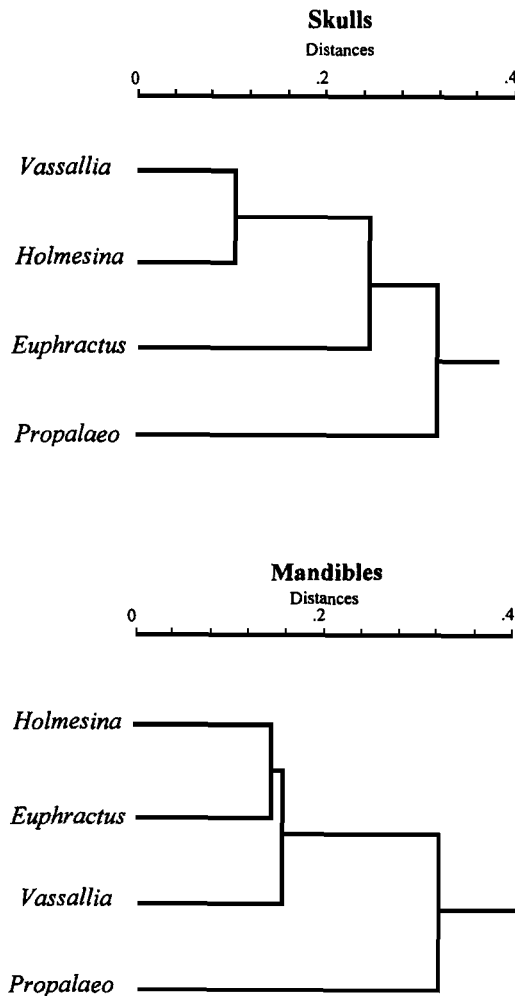 Skulls
Distances
0 .2 .4
Vassallia
Holmesina
Euphractus
Propalaeo
Mandibles
Distances
0 .2 .4
Holmesina
Euphractus
Vassallia
Propalaeo